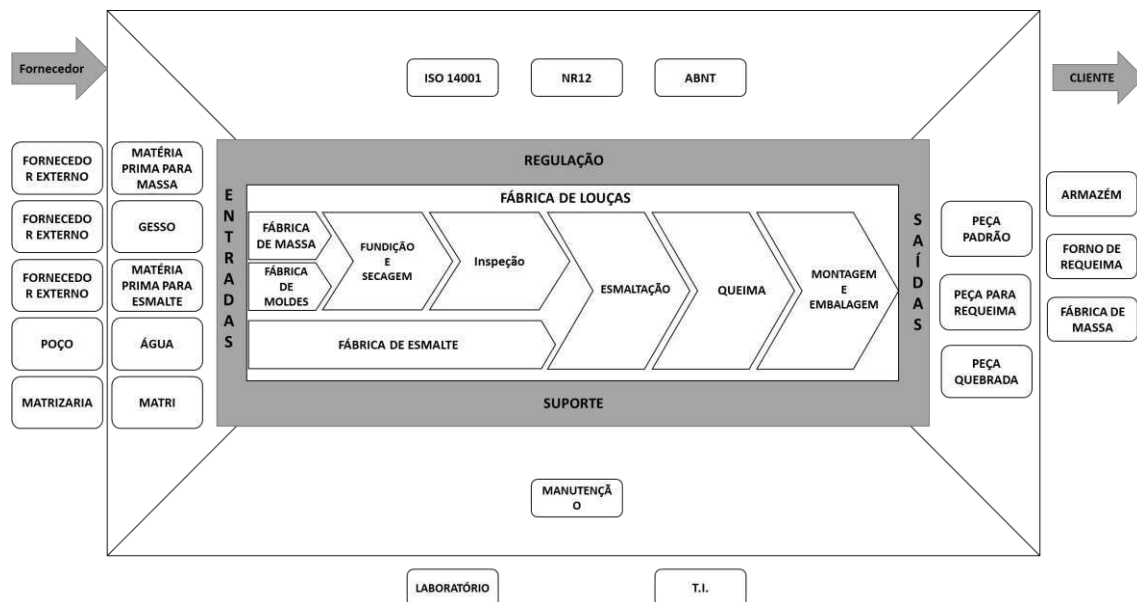 Fornecedor
CLIENTE
ISO 14001
NR12
ABNT
FORNECEDO
R EXTERNO
MATÉRIA
PRIMA PARA
MASSA
FORNECEDO
R EXTERNO
GESSO
FORNECEDO
R EXTERNO
MATÉRIA
PRIMA PARA
ESMALTE
POÇO
ÁGUA
MATRIZARIA
MATRI
ENTRADAS
REGULAÇÃO
FÁBRICA DE LOUÇAS
FÁBRICA
DE MASSA
FÁBRICA
DE
MOLDES
FUNDIÇÃO
E
SECAGEM
Inspeção
FÁBRICA DE ESMALTE
ESMALTAÇÃO
QUEIMA
MONTAGEM
E
EMBALAGEM
SUPORTE
SAÍDAS
PEÇA
PADRÃO
PEÇA PARA
REQUEIMA
PEÇA
QUEBRADA
ARMAZÉM
FORNO DE
REQUEIMA
FÁBRICA DE
MASSA
MANUTENÇÃ
O
LABORATÓRIO
T.I.